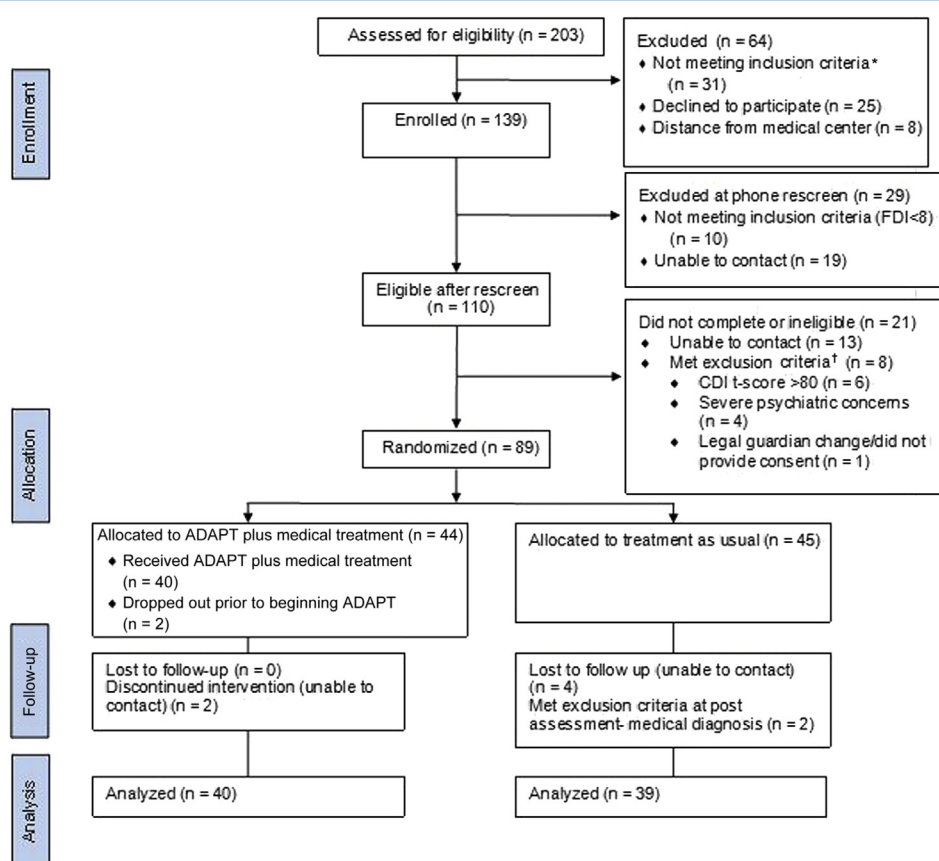 Enrollment
Assessed for eligibility (n = 203)
Excluded (n = 64)
♦ Not meeting inclusion criteria*
(n = 31)
♦ Declined to participate (n = 25)
♦ Distance from medical center (n = 8)
Enrolled (n = 139)
Excluded at phone rescreen (n = 29)
♦ Not meeting inclusion criteria (FDI<8)
(n = 10)
♦ Unable to contact (n = 19)
Eligible after rescreen
(n = 110)
Did not complete or ineligible (n = 21)
♦ Unable to contact (n = 13)
♦ Met exclusion criteria† (n = 8)
♦ CDI t-score >80 (n = 6)
♦ Severe psychiatric concerns
(n = 4)
♦ Legal guardian change/did not
provide consent (n = 1)
Allocation
Randomized (n = 89)
Allocated to ADAPT plus medical treatment (n = 44)
♦ Received ADAPT plus medical treatment
(n = 40)
♦ Dropped out prior to beginning ADAPT
(n = 2)
Allocated to treatment as usual (n = 45)
Follow-up
Lost to follow-up (n = 0)
Discontinued intervention (unable to
contact) (n = 2)
Lost to follow up (unable to contact)
(n = 4)
Met exclusion criteria at post
assessment- medical diagnosis (n = 2)
Analysis
Analyzed (n = 40)
Analyzed (n = 39)